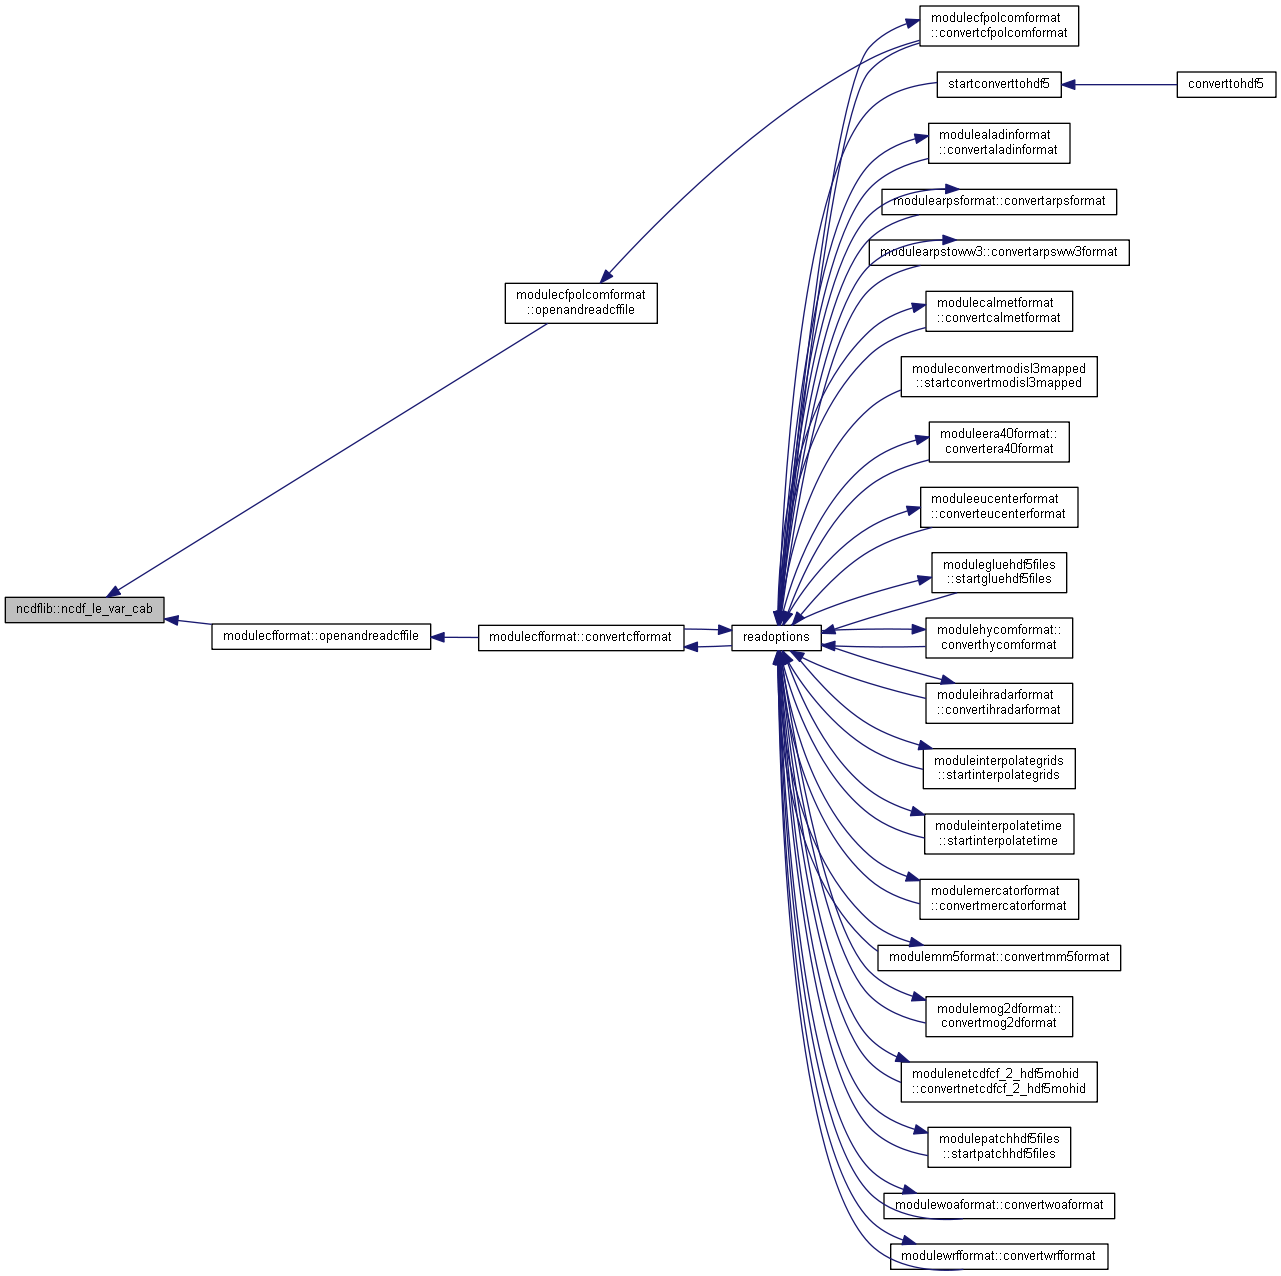 modulecfpolcomformat
::convertcfpolcomformat
startconverttohdf5
converttohdf5
modulealadinformat
::convertaladinformat
modulearpsformat::convertarpsformat
modulearpstoww3::convertarpsww3format
modulecfpolcomformat
::openandreadcffile
modulecalmetformat
::convertcalmetformat
moduleconvertmodisl3mapped
::startconvertmodisl3mapped
moduleera40format::
convertera40format
moduleeucenterformat
::converteucenterformat
modulegluehdf5files
::startgluehdf5files
ncdflib::ncdf_le_var_cab
modulecfformat::openandreadcffile
modulecfformat::convertcfformat
readoptions
modulehycomformat::
converthycomformat
moduleihradarformat
::convertihradarformat
moduleinterpolategrids
::startinterpolategrids
moduleinterpolatetime
::startinterpolatetime
modulemercatorformat
::convertmercatorformat
modulemm5format::convertmm5format
modulemog2dformat::
convertmog2dformat
modulenetcdfcf_2_hdf5mohid
::convertnetcdfcf_2_hdf5mohid
modulepatchhdf5files
::startpatchhdf5files
modulewoaformat::convertwoaformat
modulewrfformat::convertwrfformat